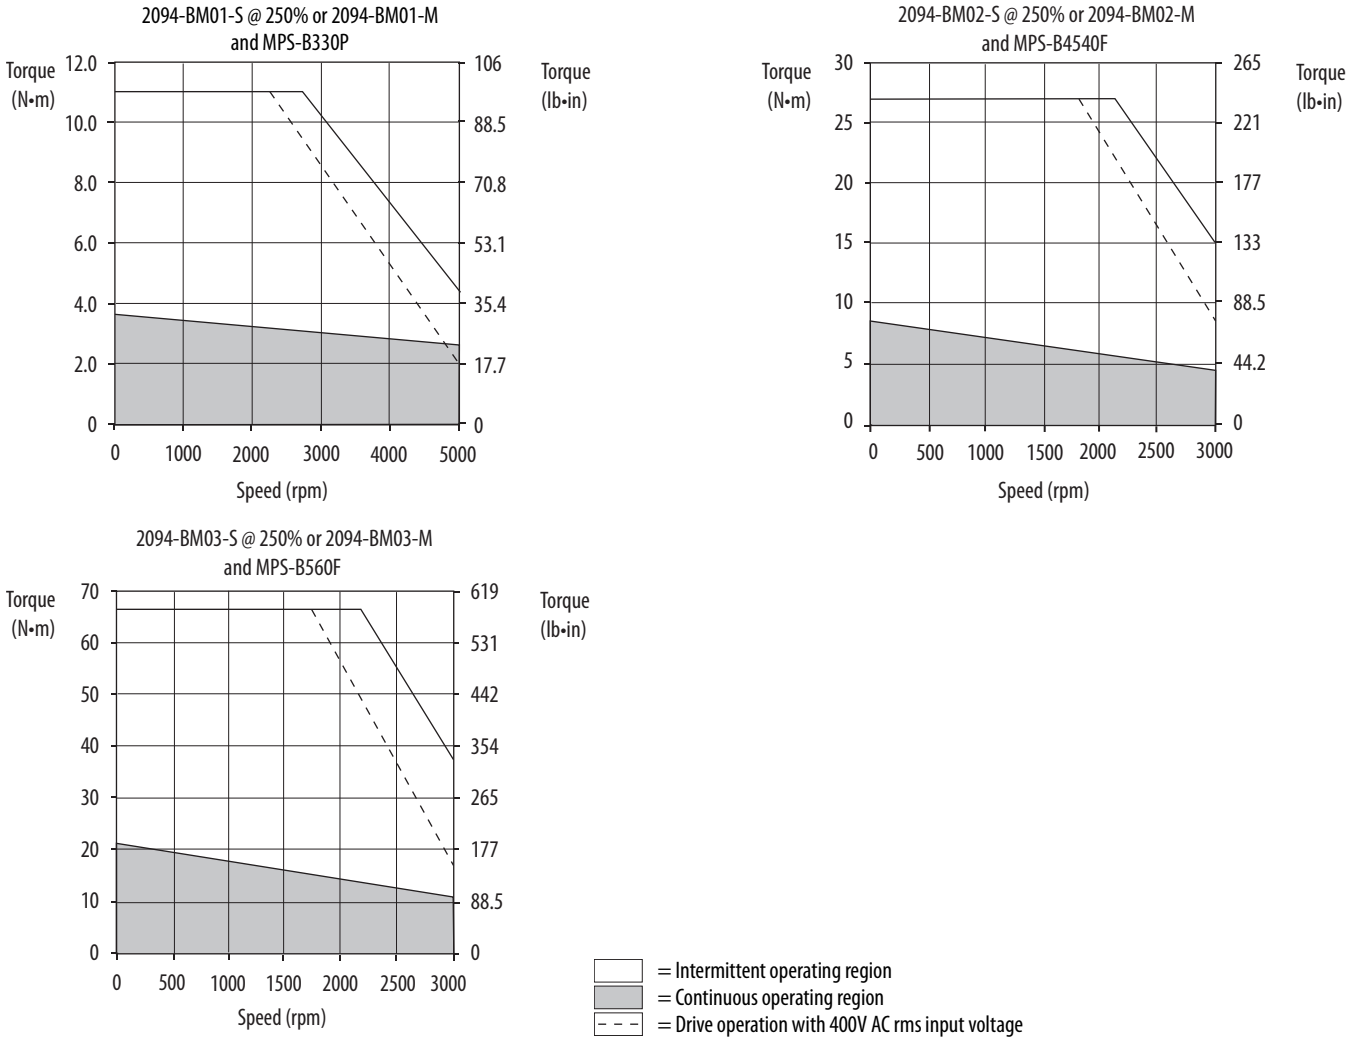 2094-BM01-S @ 250% or 2094-BM01-M
and MPS-B330P
Torque
(N•m)
12.0
10.0
8.0
6.0
4.0
2.0
0
106
88.5
70.8
53.1
35.4
17.7
0
Torque
(lb•in)
0 1000 2000 3000 4000 5000
Speed (rpm)
2094-BM02-S @ 250% or 2094-BM02-M
and MPS-B4540F
Torque
(N•m)
30
25
20
15
10
5
0
265
221
177
133
88.5
44.2
0
Torque
(lb•in)
0 500 1000 1500 2000 2500 3000
Speed (rpm)
2094-BM03-S @ 250% or 2094-BM03-M
and MPS-B560F
Torque
(N•m)
70
60
50
40
30
20
10
0
619
531
442
354
265
177
88.5
0
Torque
(lb•in)
0 500 1000 1500 2000 2500 3000
Speed (rpm)
= Intermittent operating region
= Continuous operating region
= Drive operation with 400V AC rms input voltage